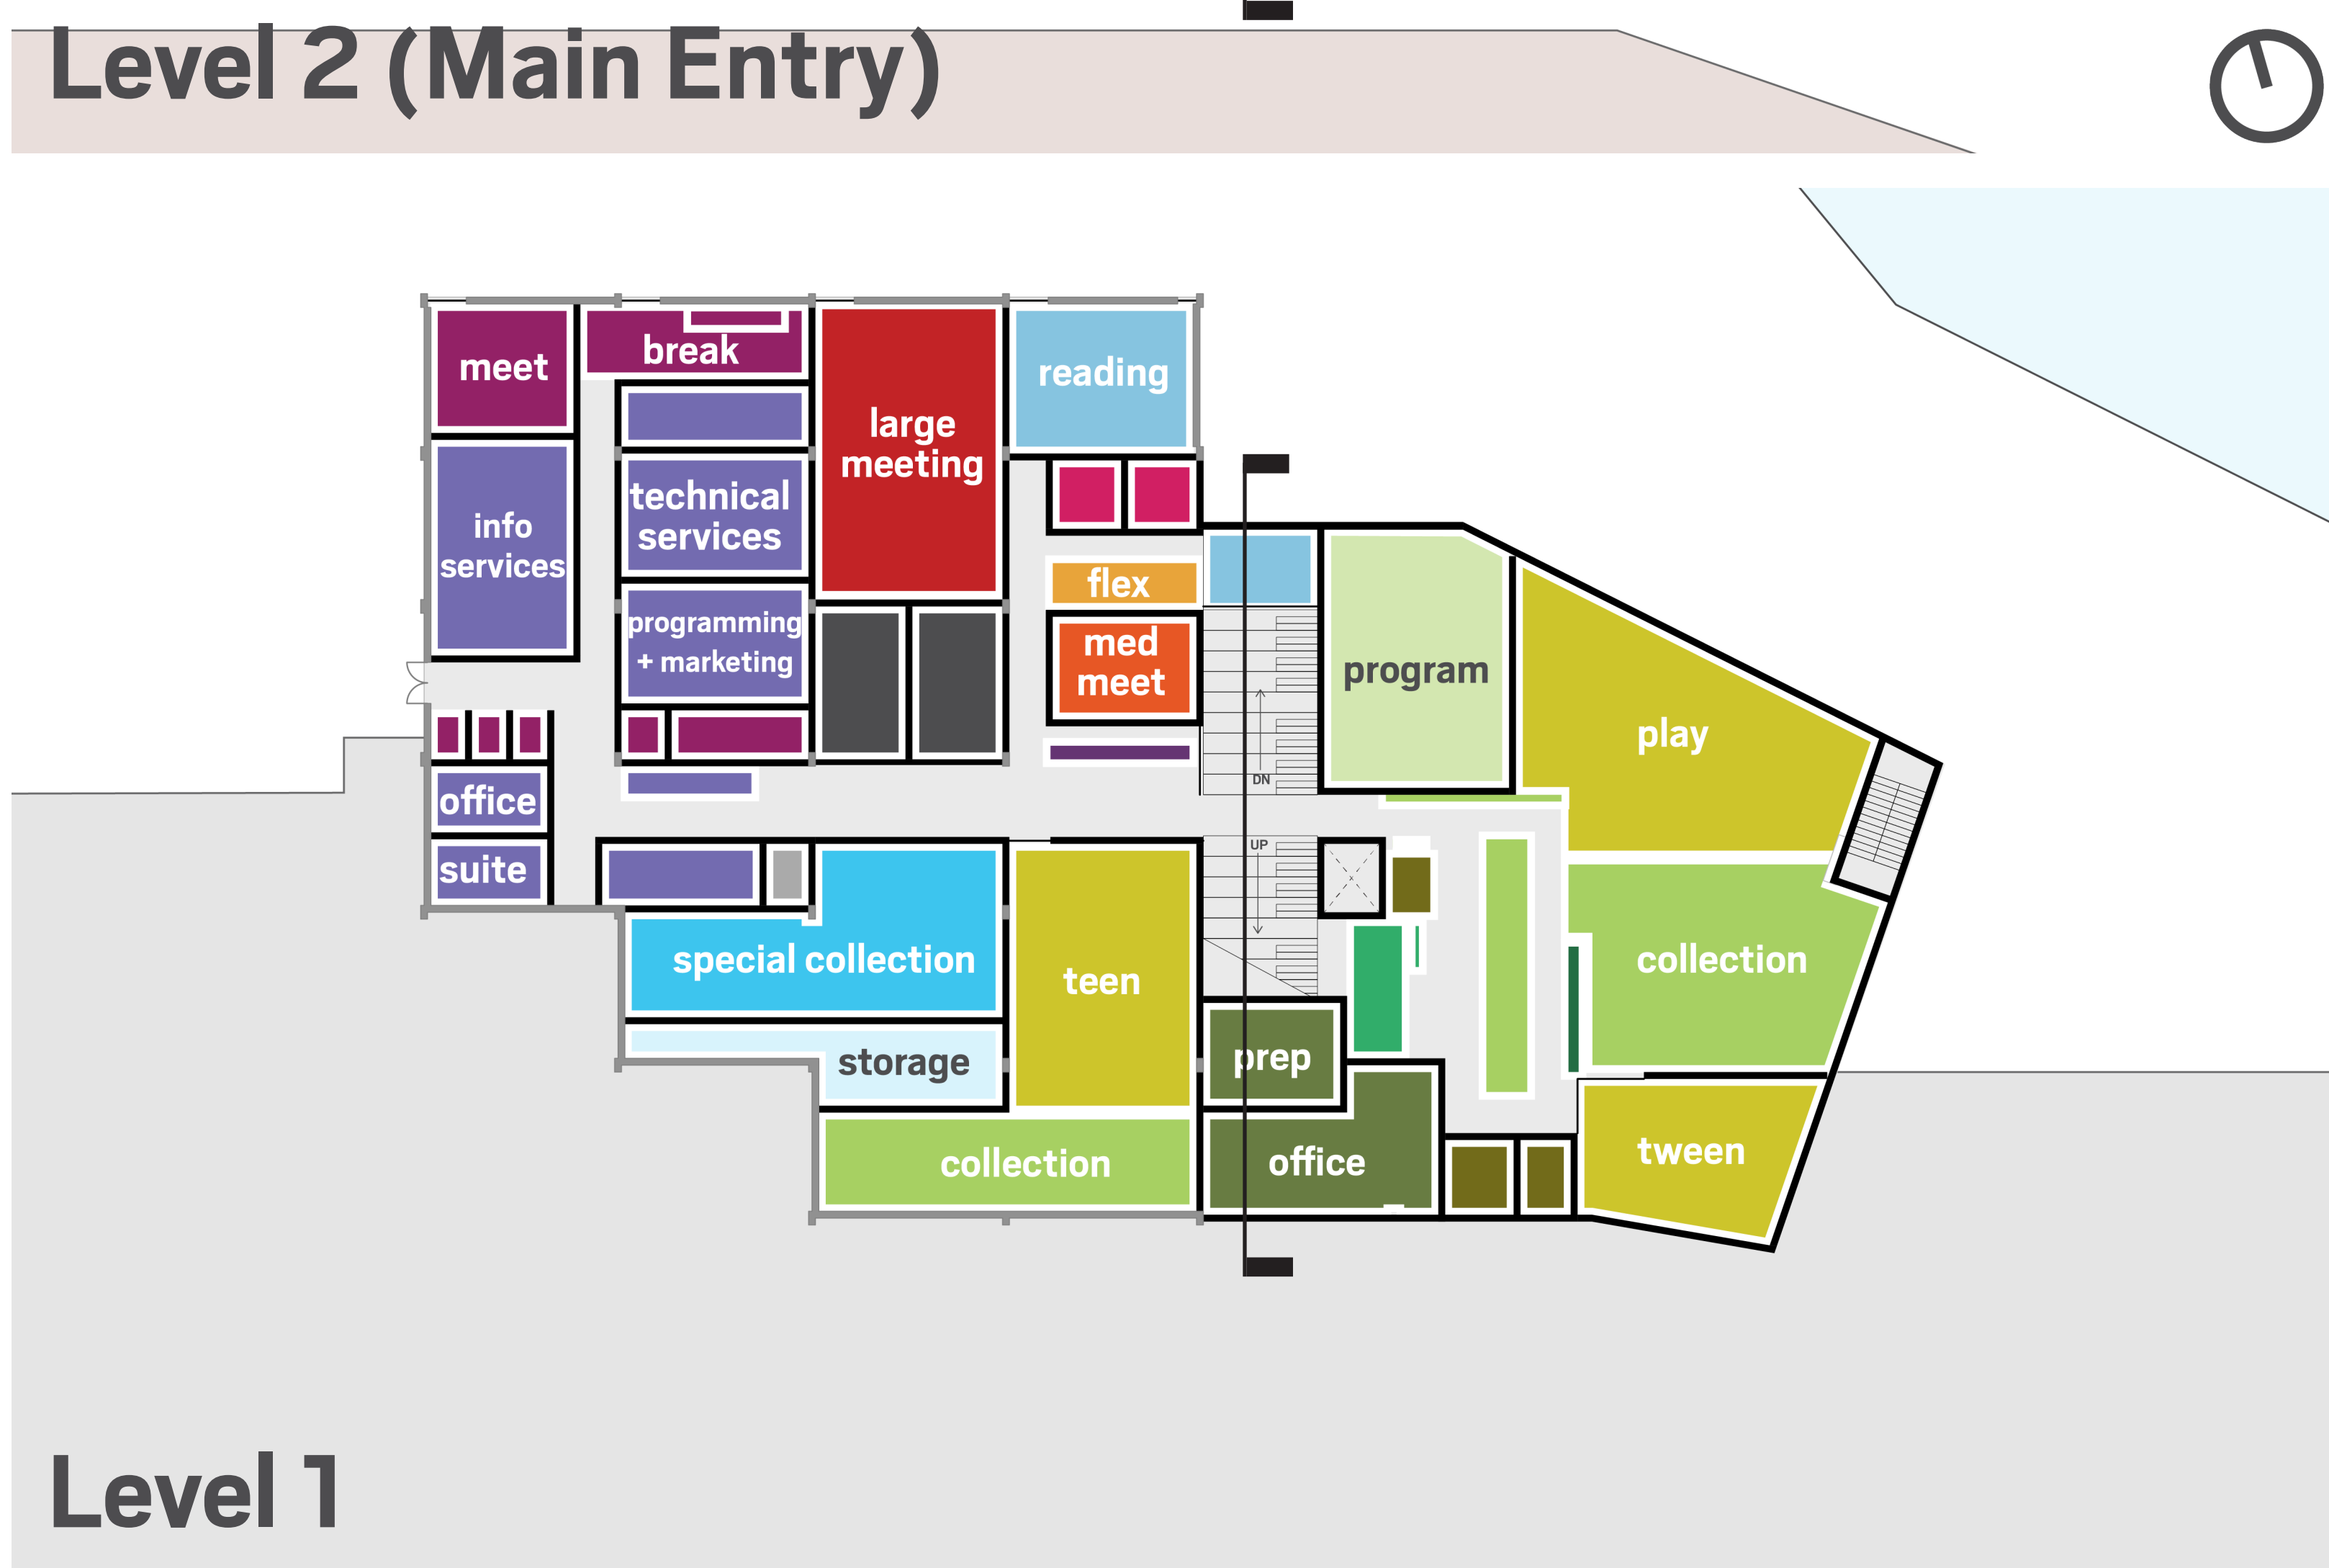 Level 2 (Main Entry)
meet
break
large
meeting
reading
info
services
technical
services
flex
programming
+ marketing
med
meet
program
play
DN
office
suite
UP
special collection
teen
collection
storage
prep
collection
office
tween
Level 1